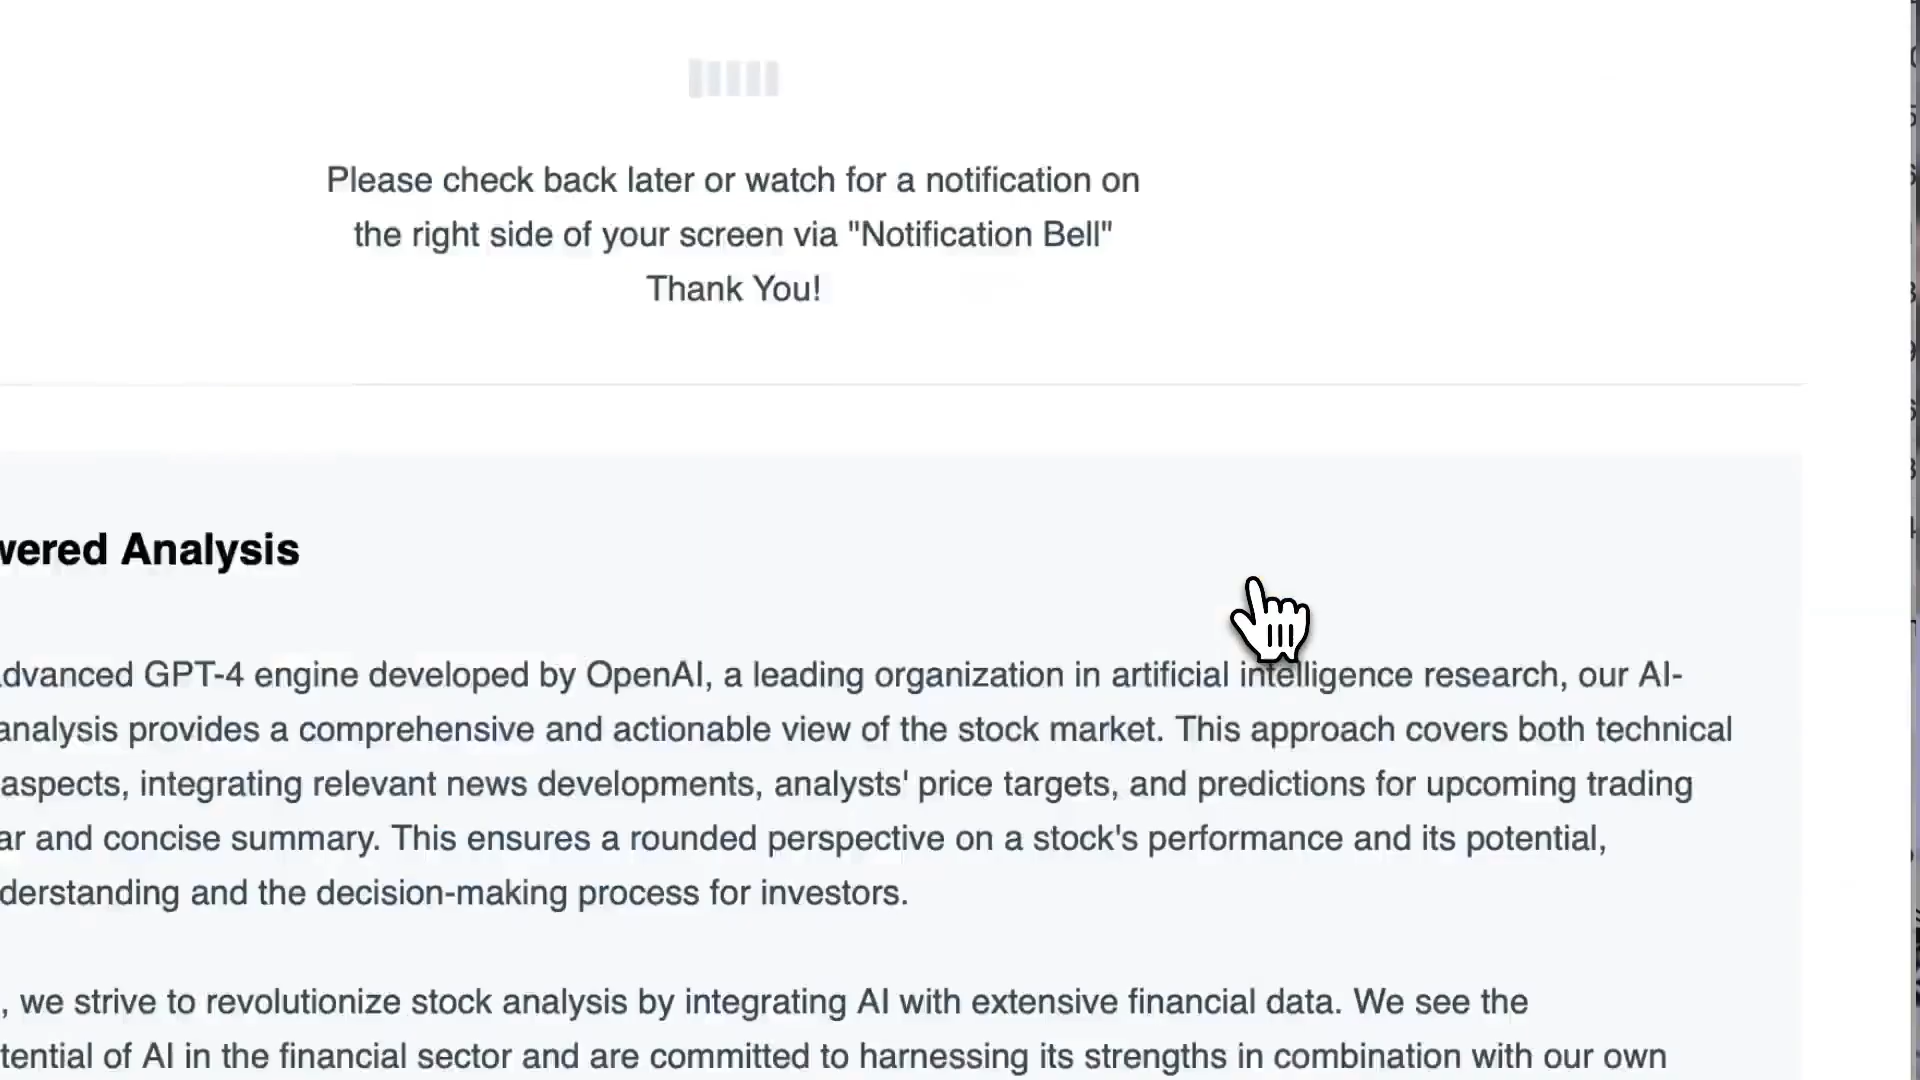 Please check back later or watch for a notification on
the right side of your screen via "Notification Bell"
Thank You!
wered Analysis
dvanced GPT-4 engine developed by OpenAI, a leading organization in artificial intelligence research, our AI-
analysis provides a comprehensive and actionable view of the stock market. This approach covers both technical
aspects, integrating relevant news developments, analysts' price targets, and predictions for upcoming trading
ar and concise summary. This ensures a rounded perspective on a stock's performance and its potential,
derstanding and the decision-making process for investors.
, we strive to revolutionize stock analysis by integrating AI with extensive financial data. We see the
tential of AI in the financial sector and are committed to harnessing its strengths in combination with our own